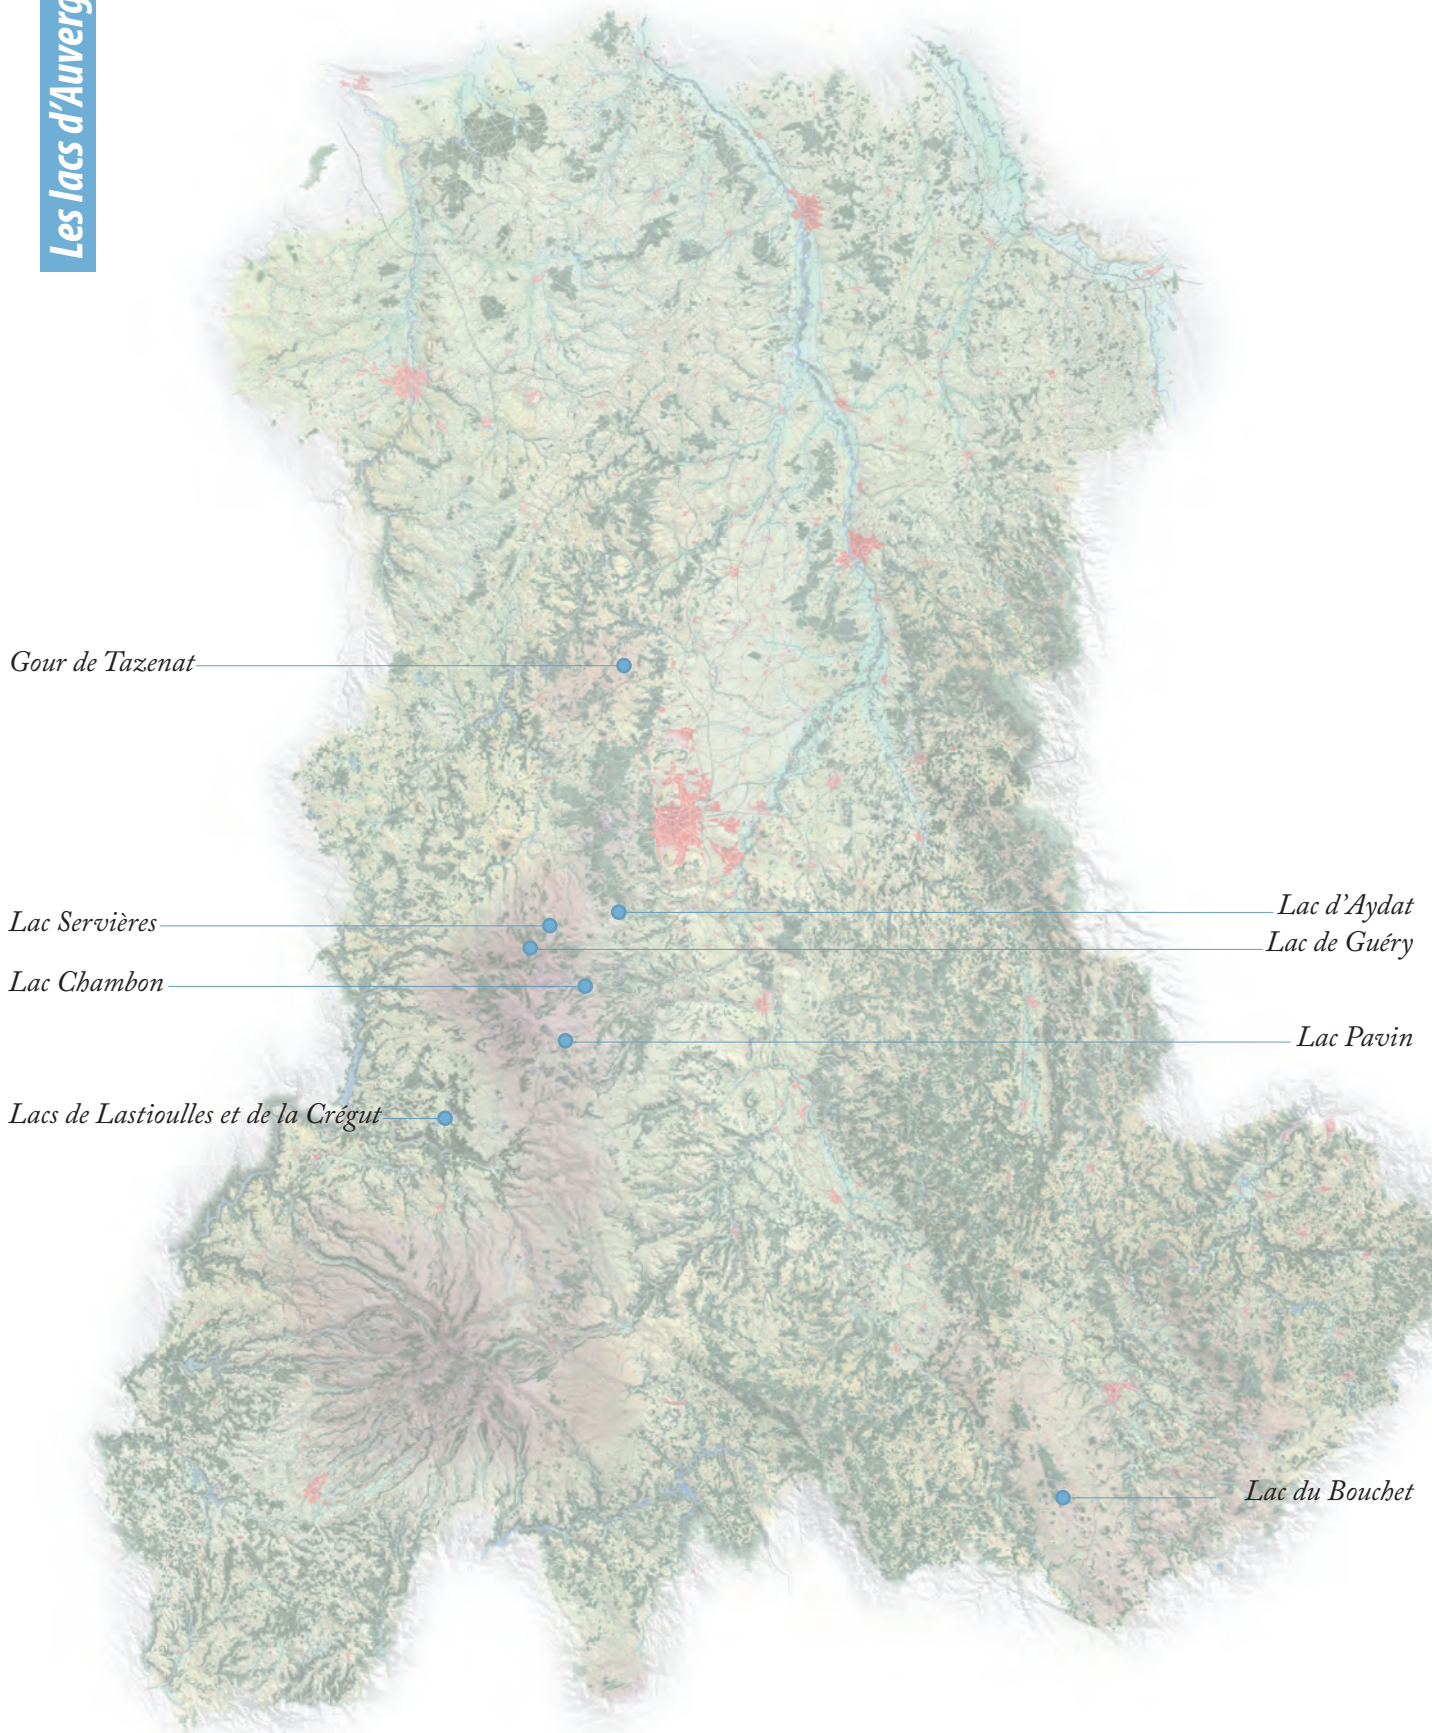 Les lacs d'Auverg
Gour de Tazenat
Lac Servières
Lac d'Aydat
Lac de Guéry
Lac Chambon
Lac Pavin
Lacs de Lastioulles et de la Crégut
Lac du Bouchet